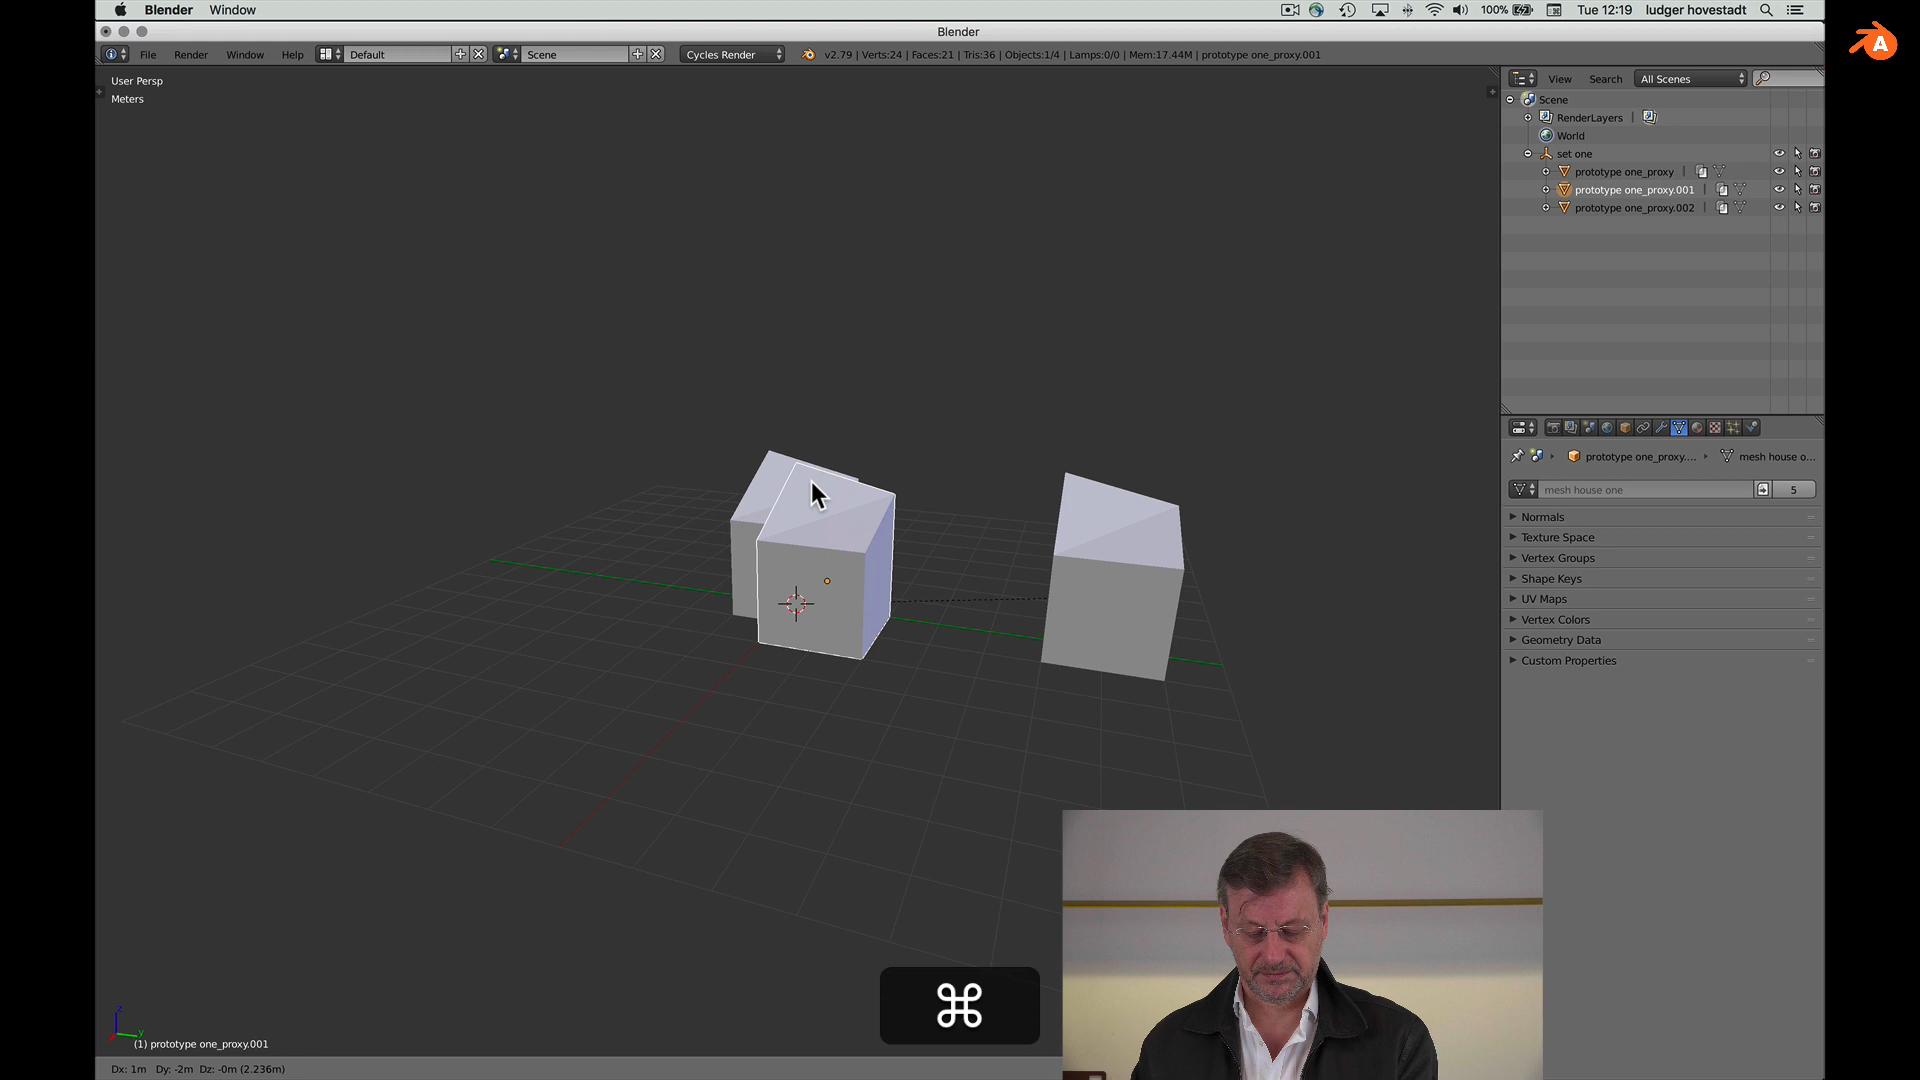 Blender Window 100% Tue 12:19 ludger hovestadt
Blender
File Render Window Help Default Scene Cycles Render v2.79 | Verts:24 | Faces:21 | Tris:36 | Objects:1/4 | Lamps:0/0 | Mem:17.44M | prototype one_proxy.001
User Persp
Meters
View Search All Scenes
Scene
RenderLayers
World
set one
prototype one_proxy
prototype one_proxy.001
prototype one_proxy.002
prototype one_proxy.... mesh house o...
mesh house one 5
Normals
Texture Space
Vertex Groups
Shape Keys
UV Maps
Vertex Colors
Geometry Data
Custom Properties
A
⌘
z
y
(1) prototype one_proxy.001
Dx: 1m Dy: -2m Dz: -0m (2.236m)